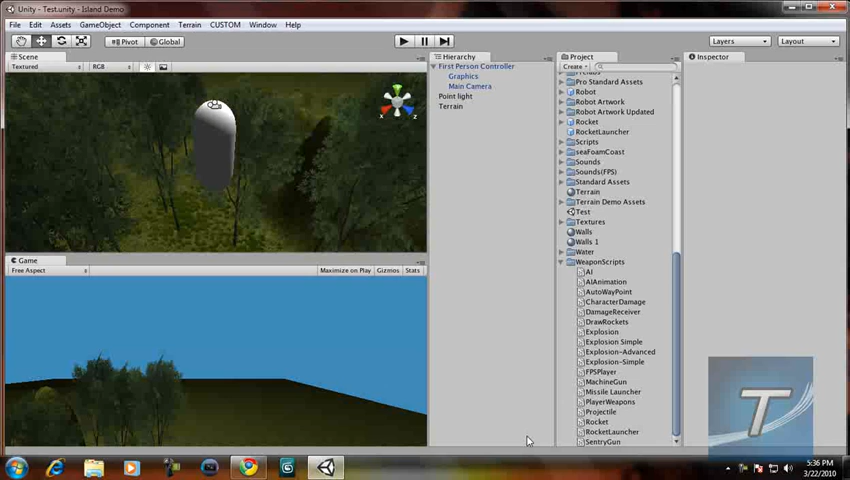 Unity - Test.unity - Island Demo
File Edit Assets GameObject Component Terrain CUSTOM Window Help
Pivot Global Layers Layout
Scene
Textured RGB
x z
Game
Free Aspect Maximize on Play Gizmos Stats
Hierarchy
First Person Controller
Graphics
Main Camera
Point light
Terrain
Project
Create
Pro Standard Assets
Robot
Robot Artwork
Robot Artwork Updated
Rocket
RocketLauncher
Scripts
seaFoamCoast
Sounds
Sounds(FPS)
Standard Assets
Terrain
Terrain Demo Assets
Test
Textures
Walls
Walls 1
Water
WeaponScripts
AI
AIAnimation
AutoWayPoint
CharacterDamage
DamageReceiver
DrawRockets
Explosion
Explosion Simple
Explosion-Advanced
Explosion-Simple
FPSPlayer
MachineGun
Missile Launcher
PlayerWeapons
Projectile
Rocket
RocketLauncher
SentryGun
Inspector
T
5:36 PM
3/22/2010